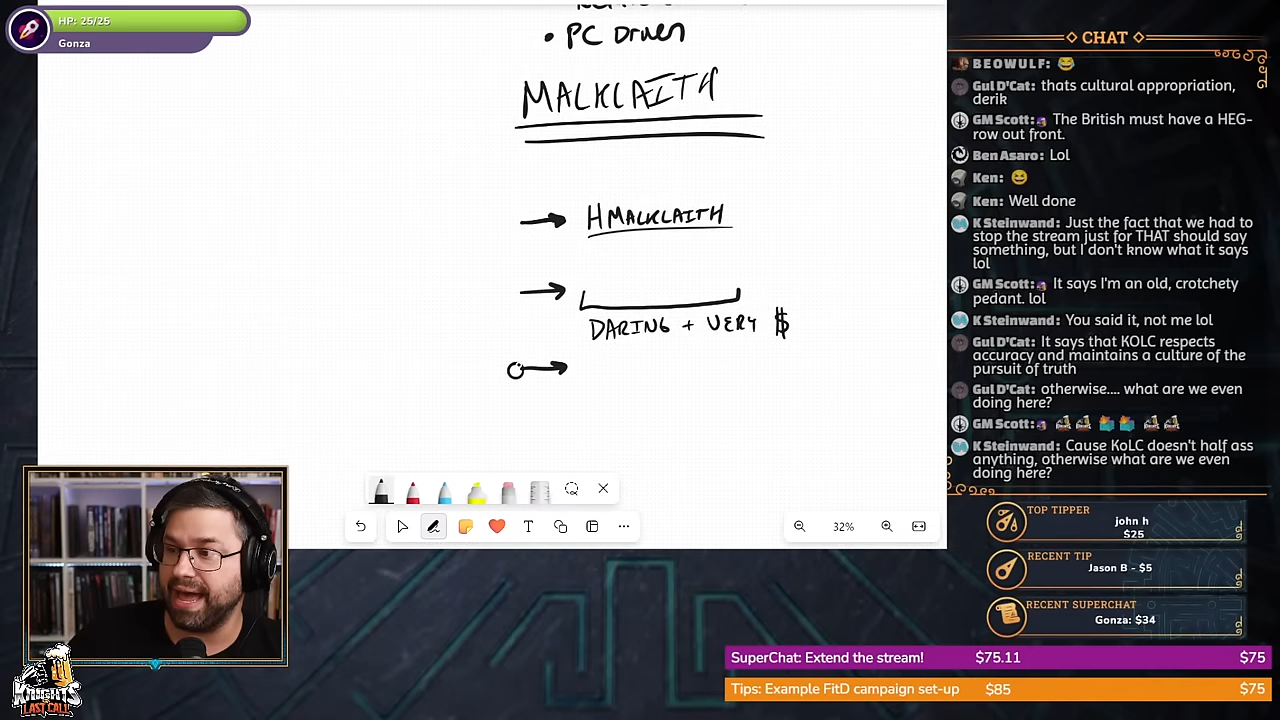 HP: 25/25
Gonza
• PC Driven
MALKLAITH
HMALKLAITH
DARING + VERY $
32%
CHAT
BEOWULF: 😂
Gul D'Cat: thats cultural appropriation,
derik
GM Scott: The British must have a HEG-
row out front.
Ben Asaro: Lol
Ken: 😆
Ken: Well done
K Steinwand: Just the fact that we had to
stop the stream just for THAT should say
something, but I don't know what it says
lol
GM Scott: It says I'm an old, crotchety
pedant. lol
K Steinwand: You said it, not me lol
Gul D'Cat: It says that KOLC respects
accuracy and maintains a culture of the
pursuit of truth
Gul D'Cat: otherwise.... what are we even
doing here?
GM Scott:
K Steinwand: Cause KoLC doesn't half ass
anything, otherwise what are we even
doing here?
TOP TIPPER
john h
$25
RECENT TIP
Jason B - $5
RECENT SUPERCHAT
Gonza: $34
SuperChat: Extend the stream! $75.11 $75
Tips: Example FitD campaign set-up $85 $75
KNIGHTS
LAST CALL